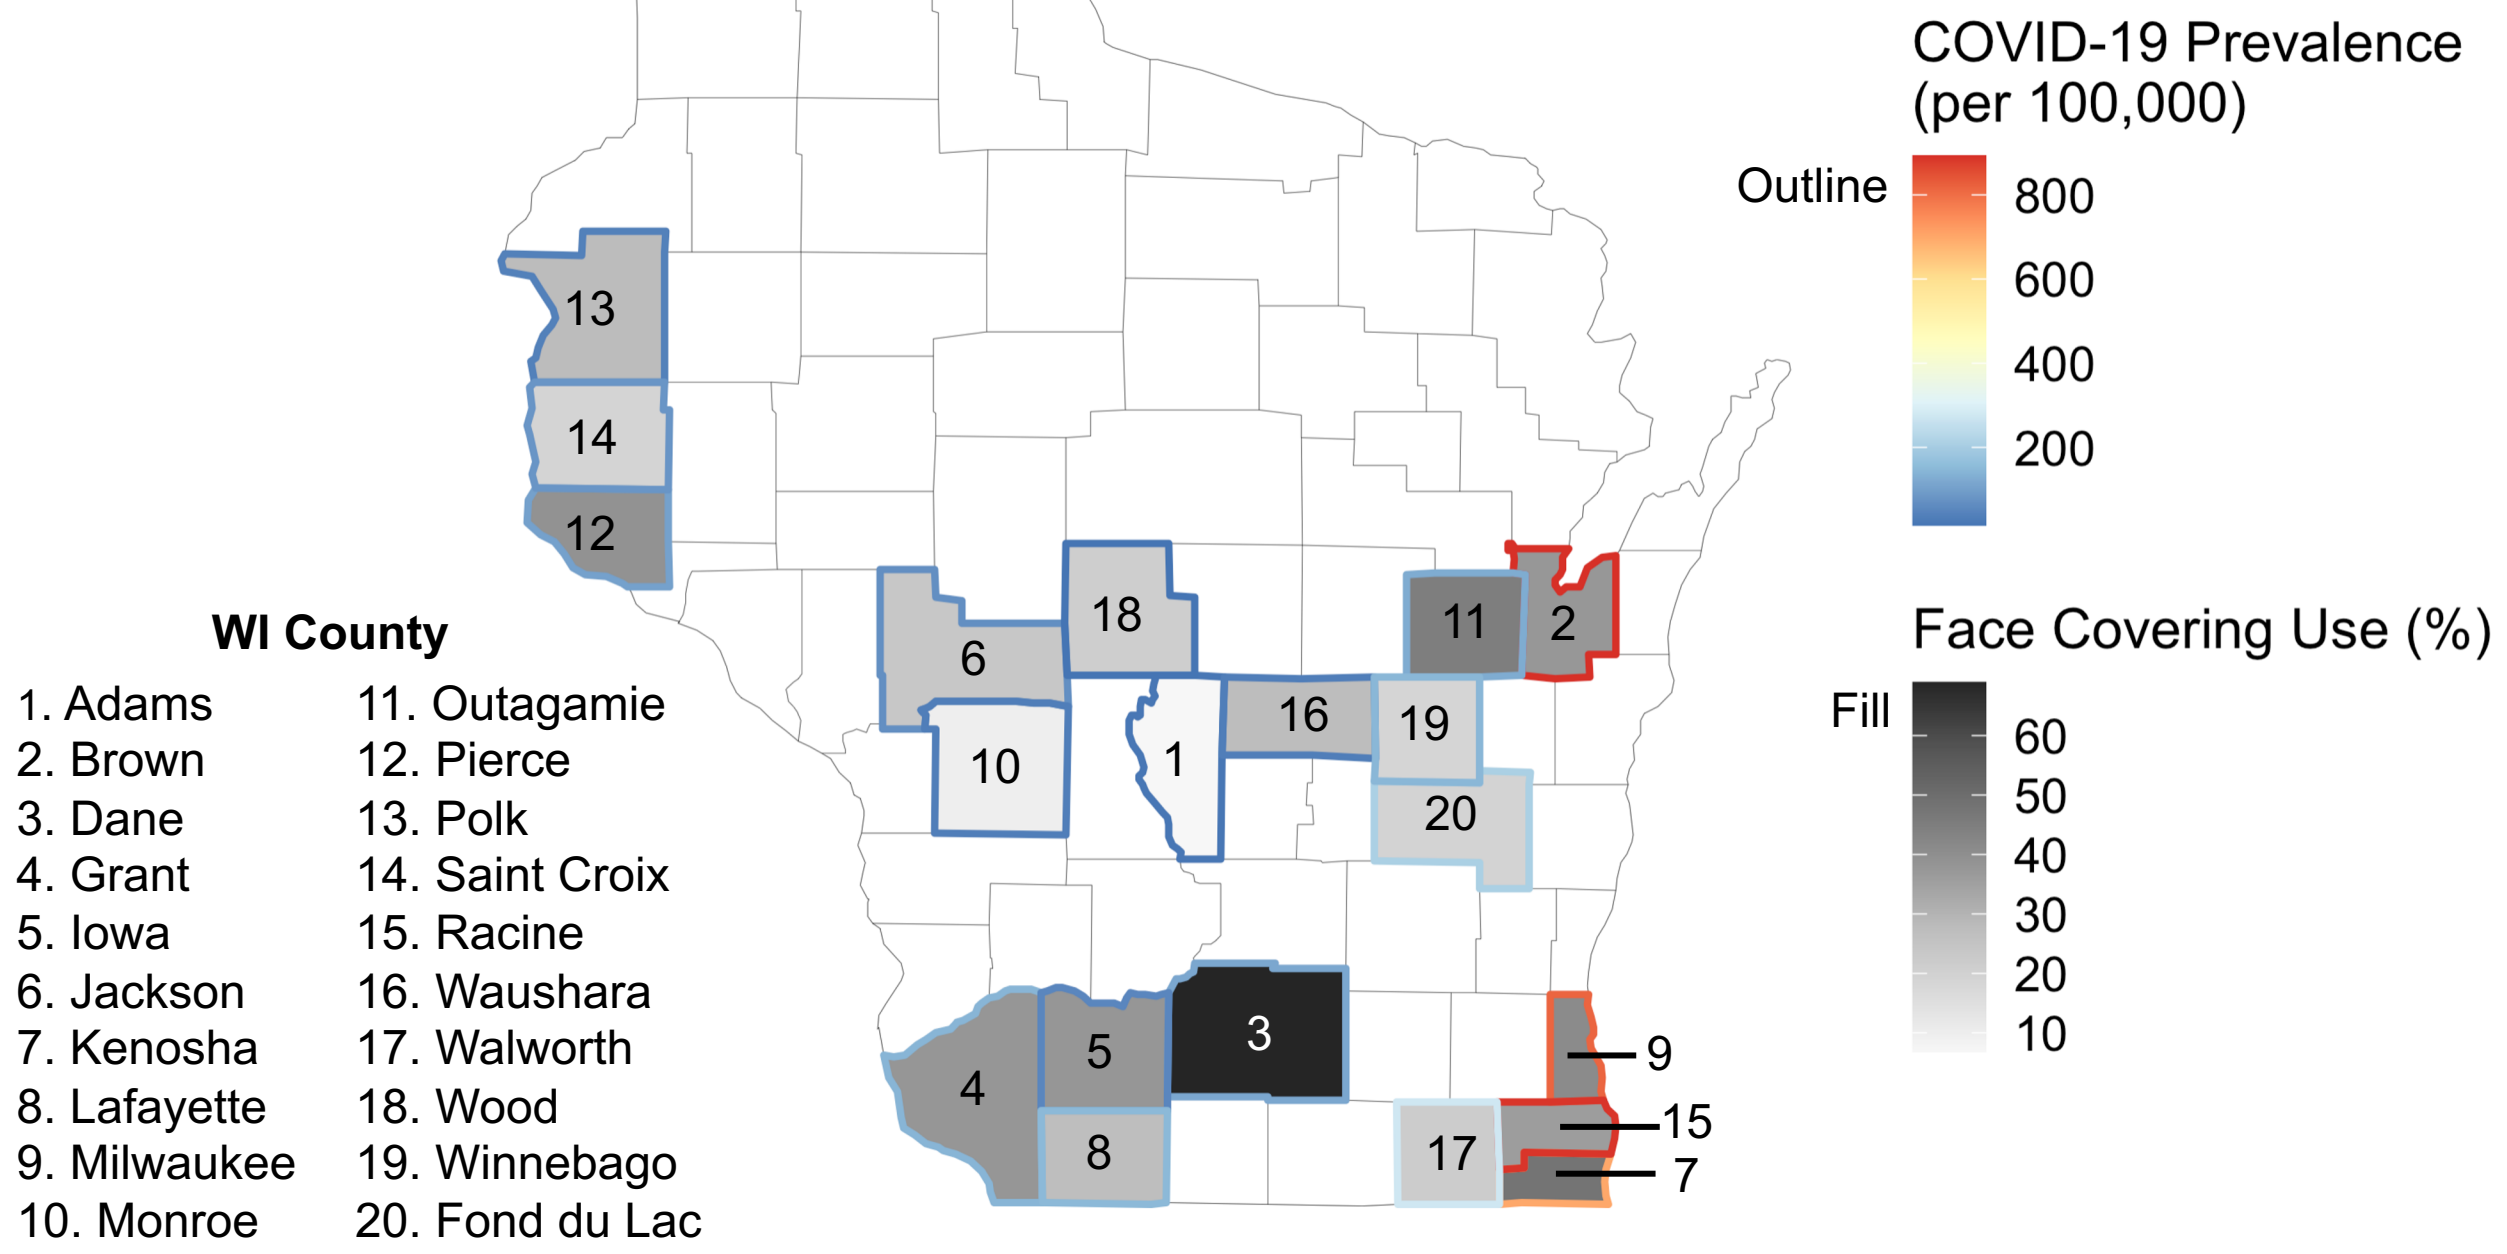 COVID-19 Prevalence
(per 100,000)
Outline
800
600
400
200
Face Covering Use (%)
Fill
60
50
40
30
20
10
13
14
12
18
6
11
2
16
19
10
1
20
3
5
4
8
9
15
17
7
WI County
1. Adams
2. Brown
3. Dane
4. Grant
5. Iowa
6. Jackson
7. Kenosha
8. Lafayette
9. Milwaukee
10. Monroe
11. Outagamie
12. Pierce
13. Polk
14. Saint Croix
15. Racine
16. Waushara
17. Walworth
18. Wood
19. Winnebago
20. Fond du Lac